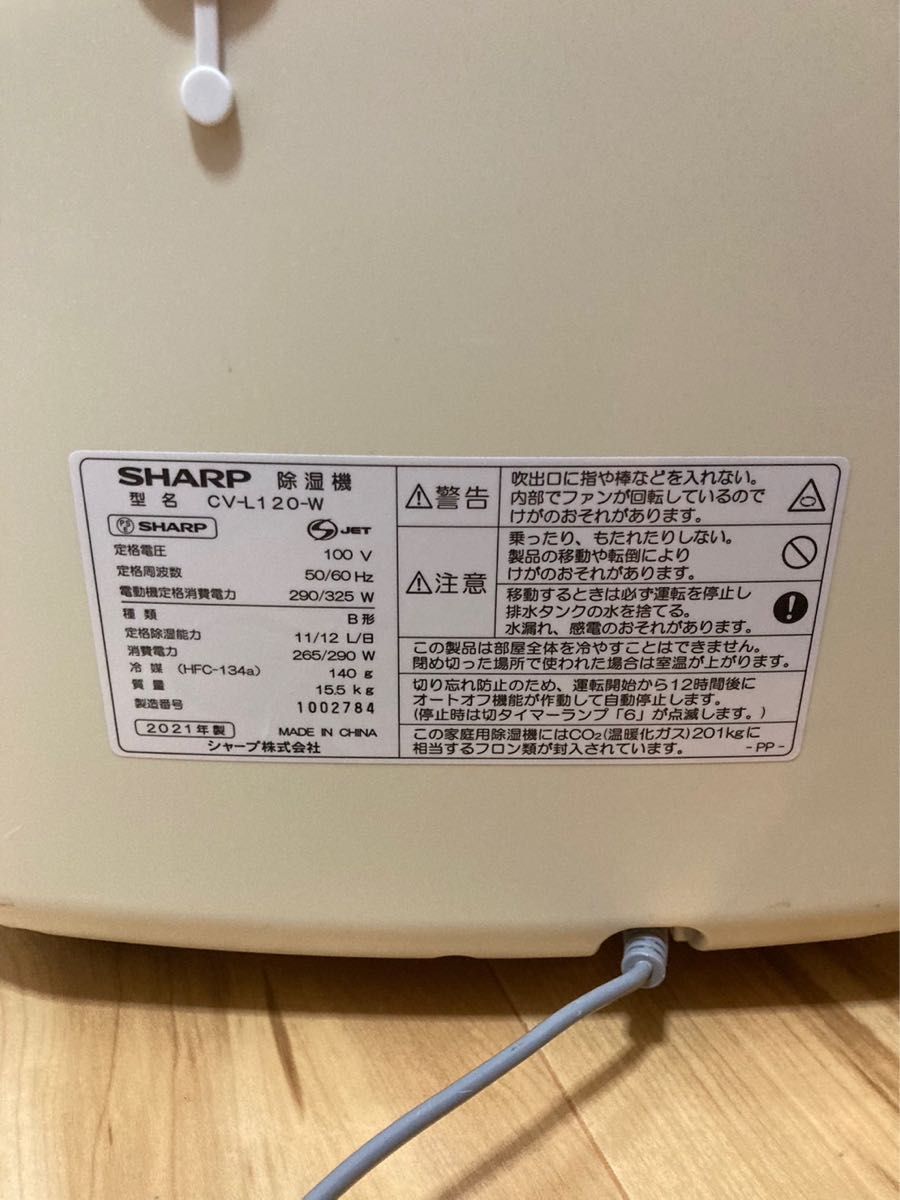 SHARP 除湿機
型名 CV-L120-W
SHARP JET
定格電圧 100 V
定格周波数 50/60 Hz
電動機定格消費電力 290/325 W
種類 B形
定格除湿能力 11/12 L/日
消費電力 265/290 W
冷媒 (HFC-134a) 140 g
質量 15.5 kg
製造番号 1002784
2021年製 MADE IN CHINA
シャープ株式会社
⚠警告
吹出口に指や棒などを入れない。
内部でファンが回転しているので
けがのおそれがあります。
⚠注意
乗ったり、もたれたりしない。
製品の移動や転倒により
けがのおそれがあります。
移動するときは必ず運転を停止し
排水タンクの水を捨てる。
水漏れ、感電のおそれがあります。
この製品は部屋全体を冷やすことはできません。
閉め切った場所で使われた場合は室温が上がります。
切り忘れ防止のため、運転開始から12時間後に
オートオフ機能が作動して自動停止します。
(停止時は切タイマーランプ「6」が点滅します。)
この家庭用除湿機にはCO₂(温暖化ガス)201kgに
相当するフロン類が封入されています。 -PP-